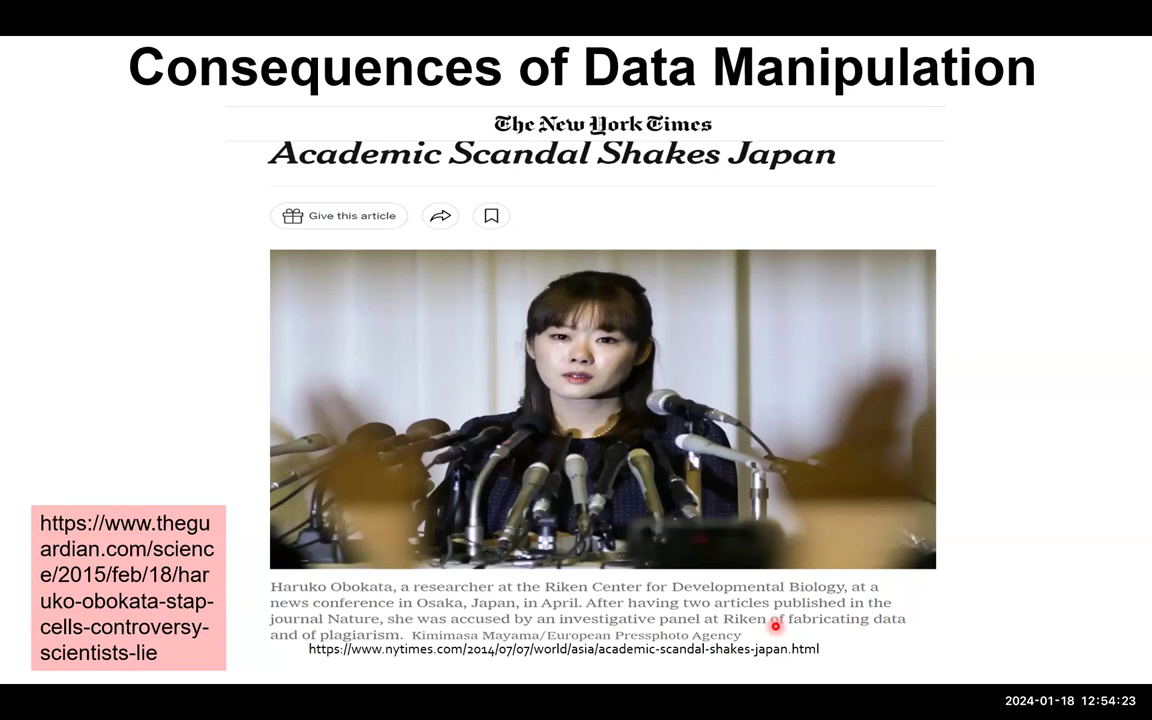 Consequences of Data Manipulation
The New York Times
Academic Scandal Shakes Japan
Give this article
https://www.thegu
ardian.com/scienc
e/2015/feb/18/har
uko-obokata-stap-
cells-controversy-
scientists-lie
Haruko Obokata, a researcher at the Riken Center for Developmental Biology, at a
news conference in Osaka, Japan, in April. After having two articles published in the
journal Nature, she was accused by an investigative panel at Riken of fabricating data
and of plagiarism. Kimimasa Mayama/European Pressphoto Agency
https://www.nytimes.com/2014/07/07/world/asia/academic-scandal-shakes-japan.html
2024-01-18 12:54:23